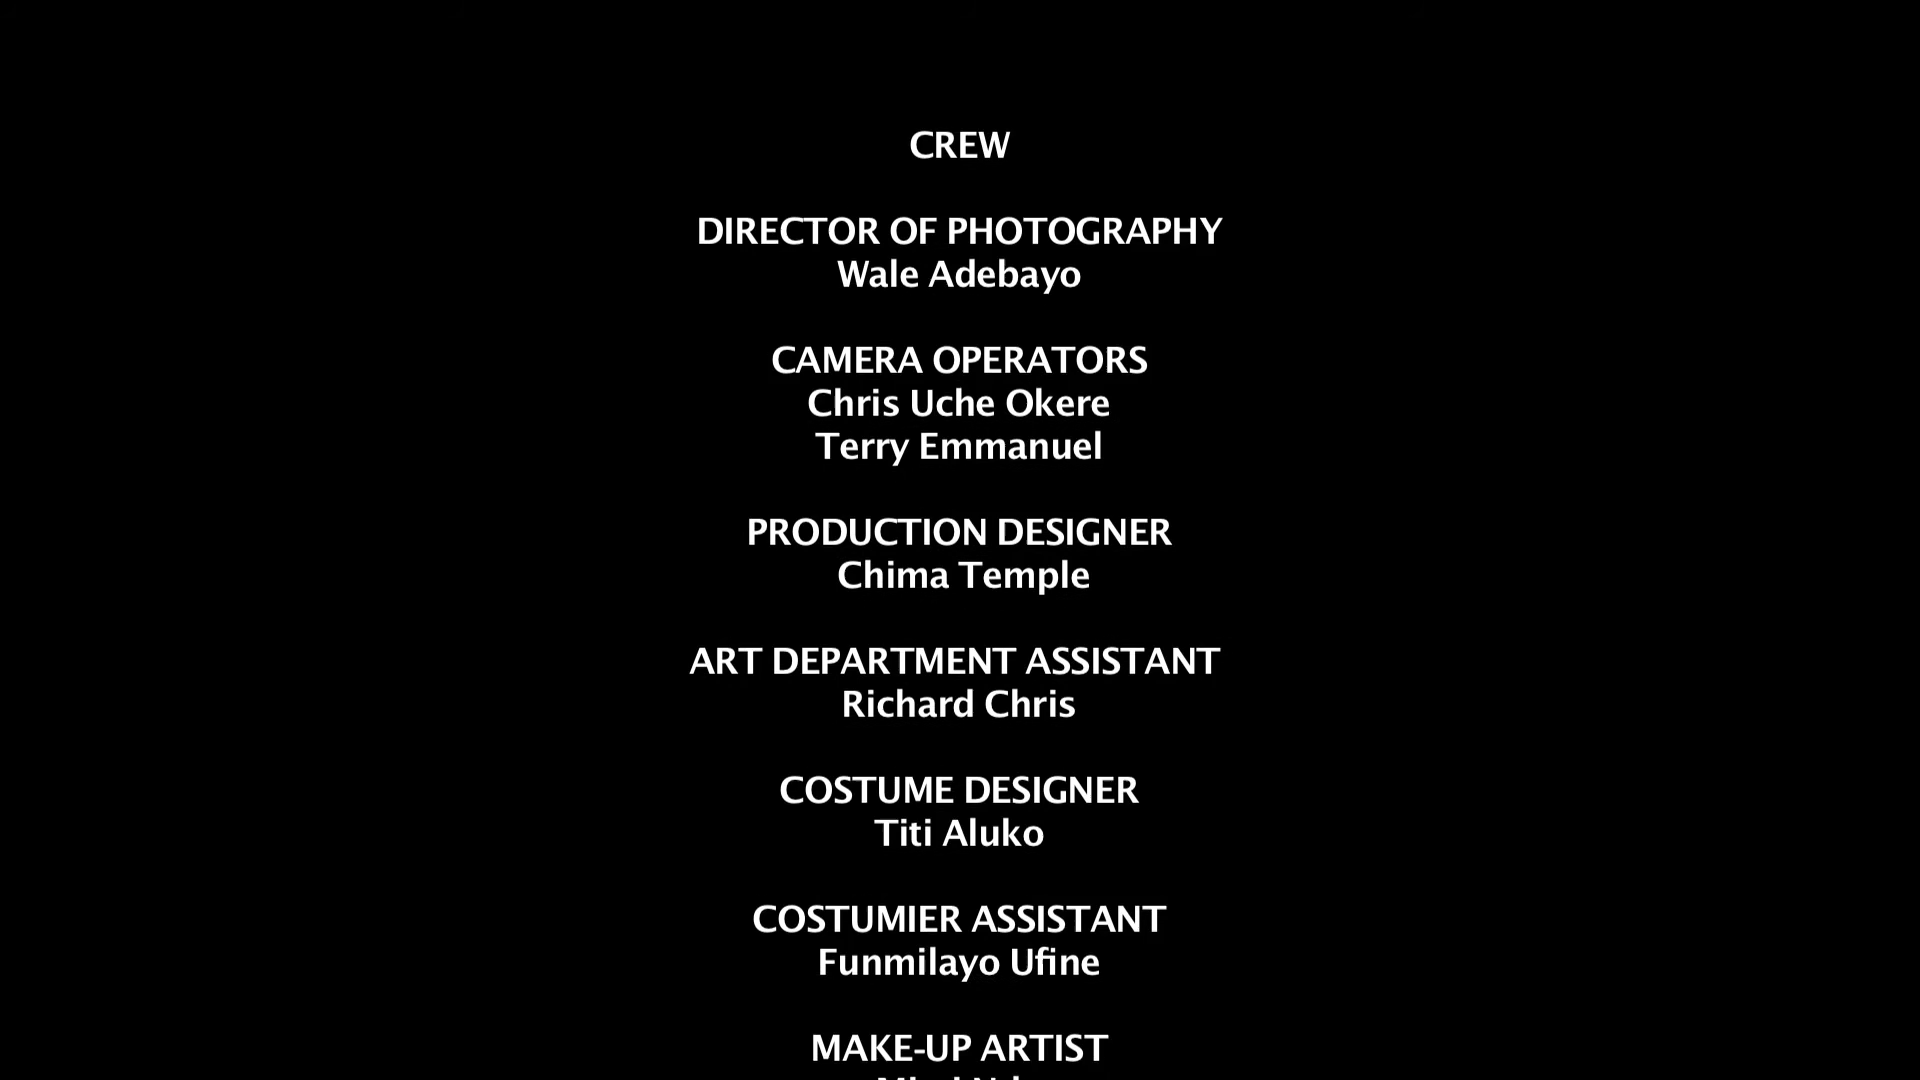 CREW
DIRECTOR OF PHOTOGRAPHY
Wale Adebayo
CAMERA OPERATORS
Chris Uche Okere
Terry Emmanuel
PRODUCTION DESIGNER
Chima Temple
ART DEPARTMENT ASSISTANT
Richard Chris
COSTUME DESIGNER
Titi Aluko
COSTUMIER ASSISTANT
Funmilayo Ufine
MAKE-UP ARTIST